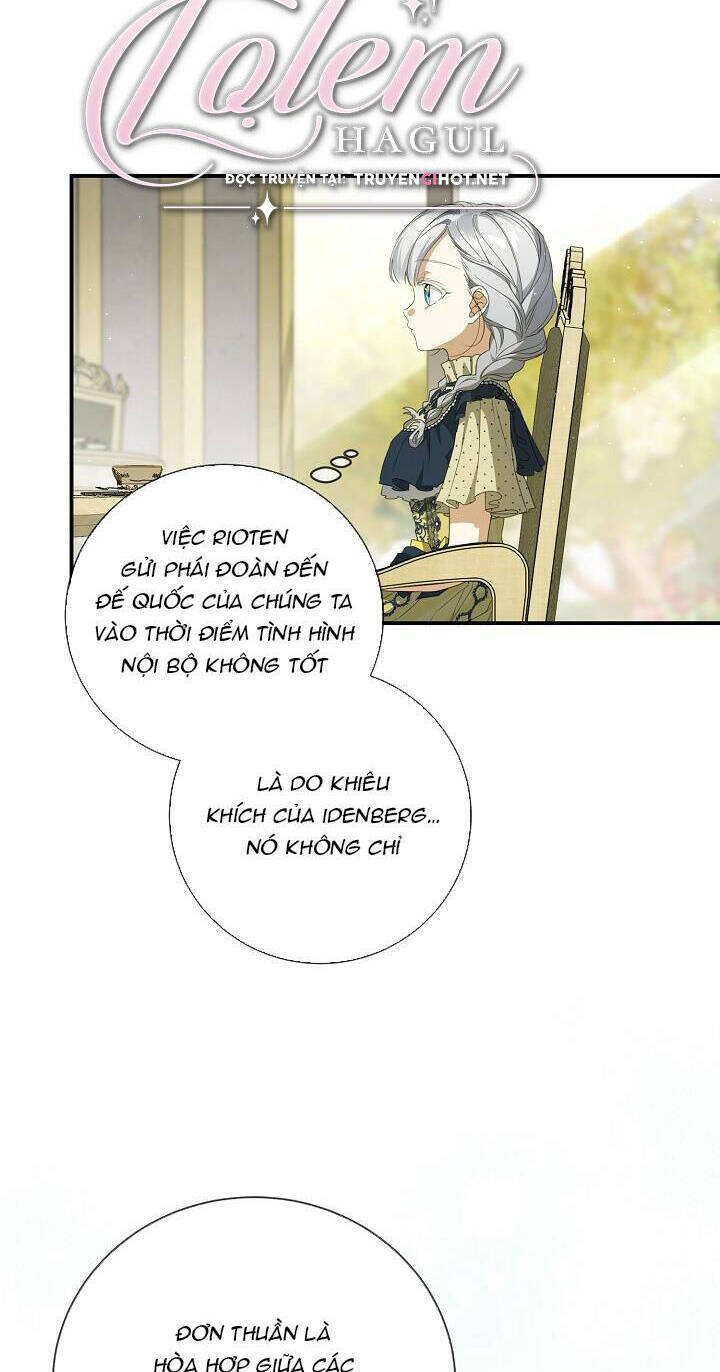 Lọlem
HAGUL
ĐỌC TRUYỆN TẠI: TRUYENGIHOT.NET
VIỆC RIOTEN
GỬI PHÁI ĐOÀN ĐẾN
ĐẾ QUỐC CỦA CHÚNG TA
VÀO THỜI ĐIỂM TÌNH HÌNH
NỘI BỘ KHÔNG TỐT
LÀ DO KHIÊU
KHÍCH CỦA IDENBERG...
NÓ KHÔNG CHỈ
ĐƠN THUẦN LÀ
HÒA HỢP GIỮA CÁC